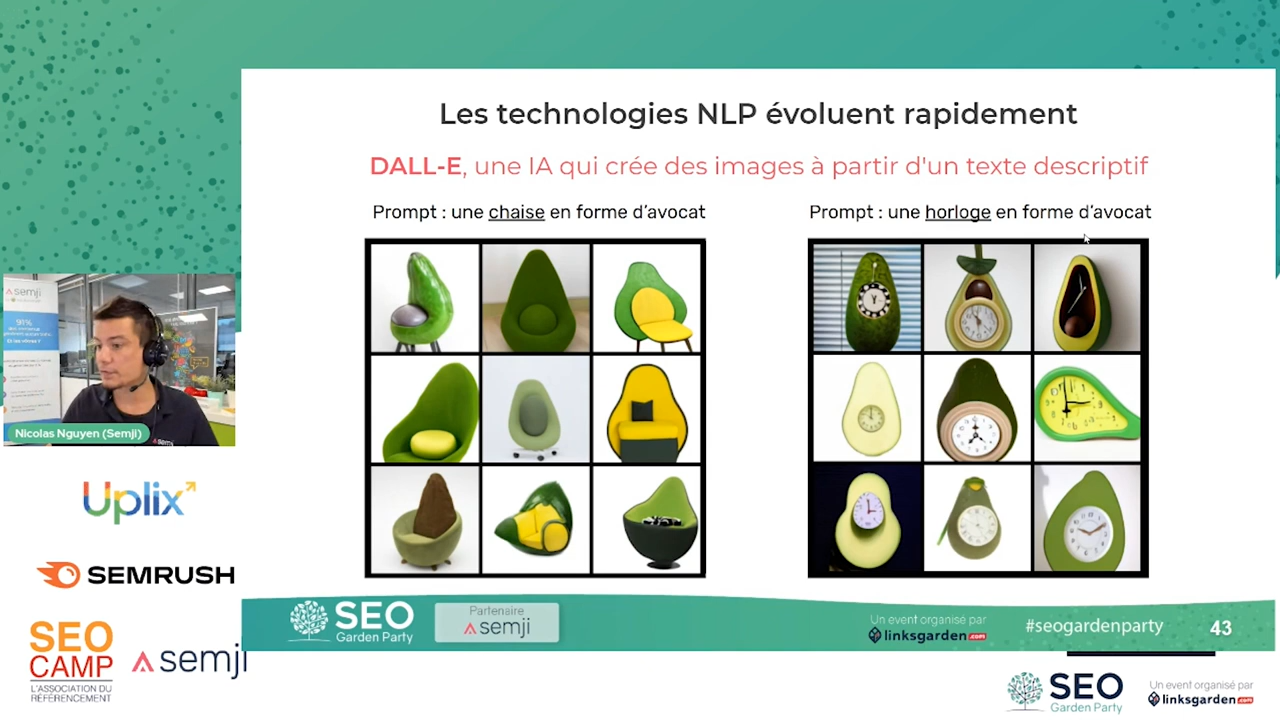 Les technologies NLP évoluent rapidement
DALL-E, une IA qui crée des images à partir d'un texte descriptif
Prompt : une chaise en forme d'avocat
Prompt : une horloge en forme d'avocat
semji
91%
Nicolas Nguyen (Semji)
semji
Uplix
SEMRUSH
SEO
CAMP
L'ASSOCIATION DU
RÉFÉRENCEMENT
semji
SEO
Garden Party
Partenaire
semji
Un event organisé par
linksgarden.com
#seogardenparty
43
SEO
Garden Party
Un event organisé par
linksgarden.com